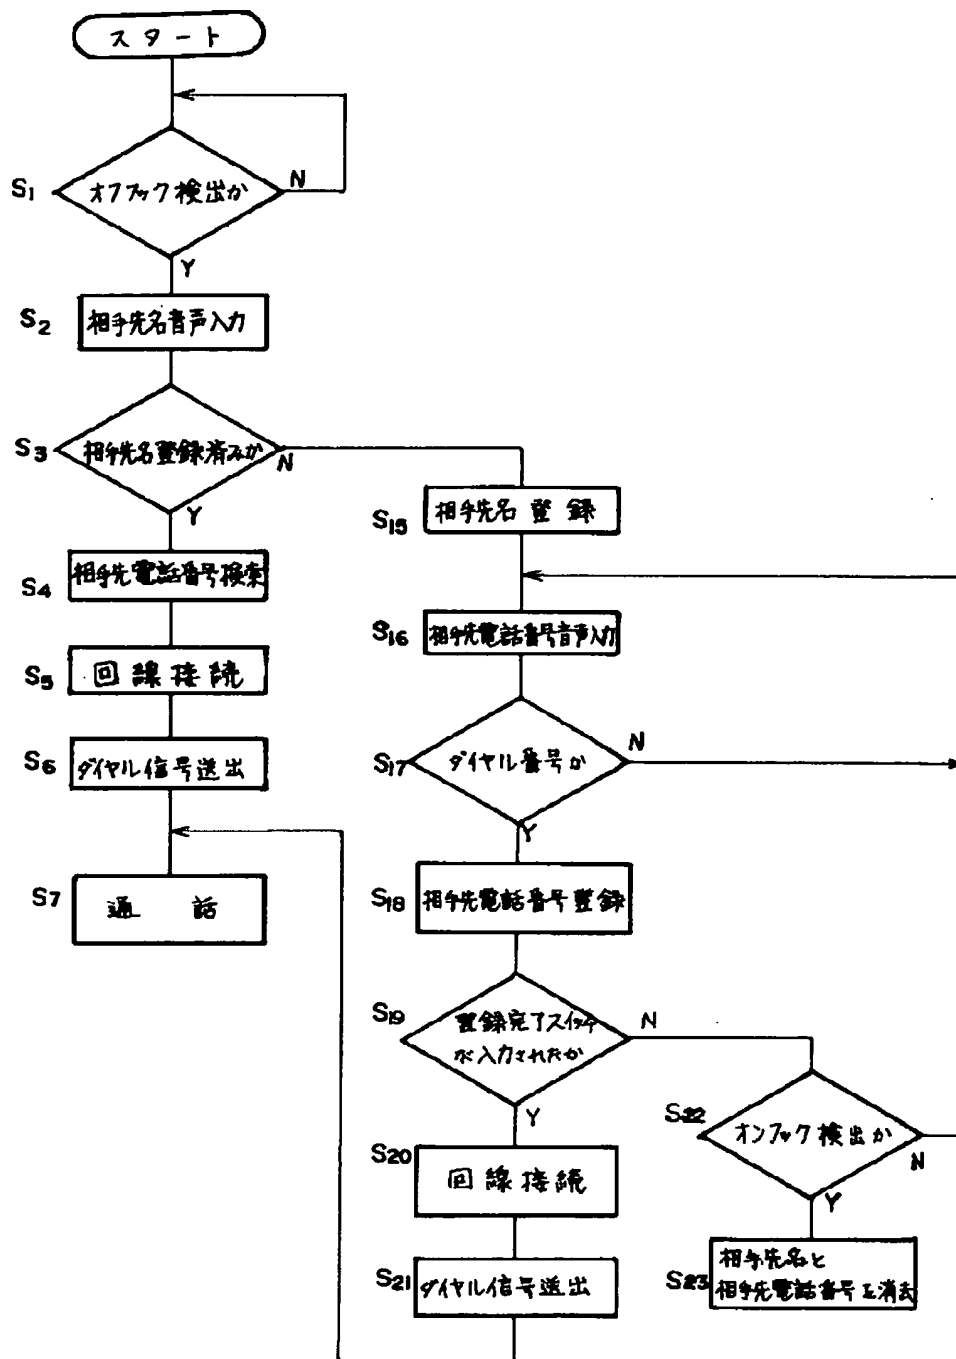 スタート
S1
オフフック検出か
N
Y
S2
相手先名音声入力
S3
相手先名登録済みか
N
Y
S4
相手先電話番号検索
S5
回線接続
S6
ダイヤル信号送出
S7
通 話
S15
相手先名 登録
S16
相手先電話番号音声入力
S17
ダイヤル番号か
N
Y
S18
相手先電話番号登録
S19
登録完了スイッチ
が入力されたか
N
Y
S20
回線接続
S21
ダイヤル信号送出
S22
オンフック検出か
N
Y
S23
相手先名と
相手先電話番号を消去